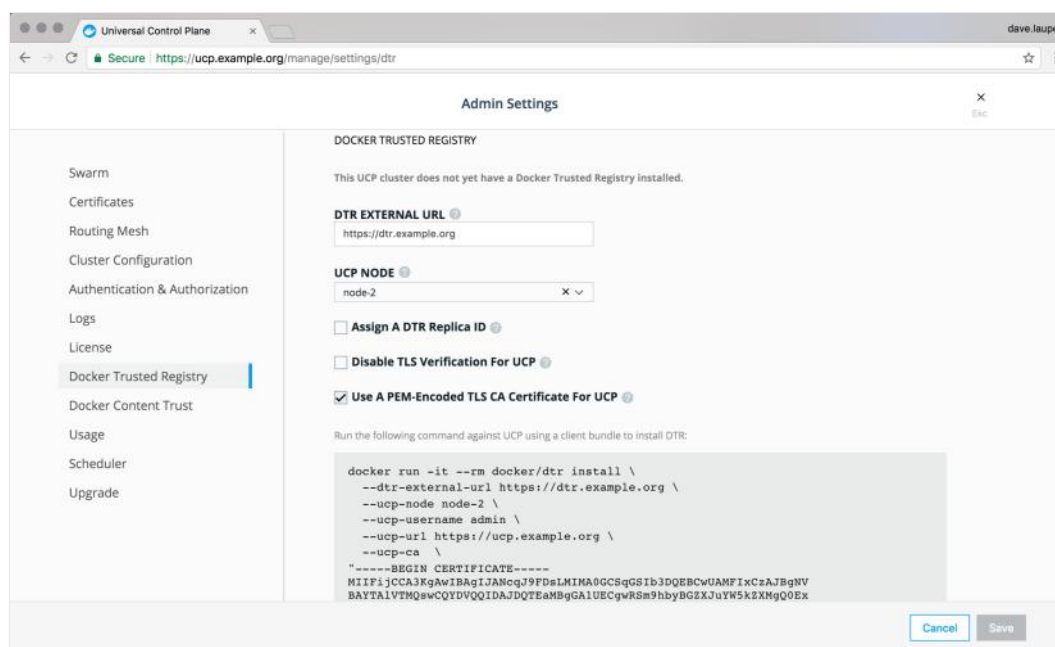 Universal Control Plane
dave.laupe
Secure https://ucp.example.org/manage/settings/dtr
Admin Settings
Esc
DOCKER TRUSTED REGISTRY
Swarm
This UCP cluster does not yet have a Docker Trusted Registry installed.
Certificates
DTR EXTERNAL URL
Routing Mesh
https://dtr.example.org
Cluster Configuration
UCP NODE
Authentication & Authorization
node-2
Logs
Assign A DTR Replica ID
License
Disable TLS Verification For UCP
Docker Trusted Registry
Use A PEM-Encoded TLS CA Certificate For UCP
Docker Content Trust
Usage
Run the following command against UCP using a client bundle to install DTR:
Scheduler
docker run -it --rm docker/dtr install \
Upgrade
--dtr-external-url https://dtr.example.org \
--ucp-node node-2 \
--ucp-username admin \
--ucp-url https://ucp.example.org \
--ucp-ca \
"-----BEGIN CERTIFICATE-----
MIIFijCCA3KgAwIBAgIJANcqJ9FDsLMIMA0GCSqGSIb3DQEBCwUAMFIxCzAJBgNV
BAYTAlVTMQswCQYDVQQIDAJDQTEaMBgGA1UECgwRSm9hbyBGZXJuYW5kZXMgQ0Ex
Cancel
Save